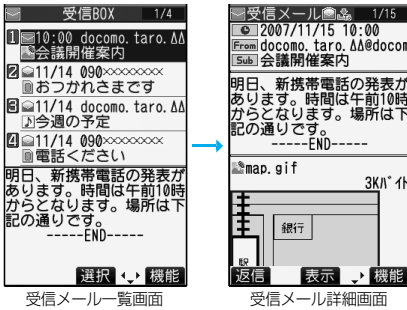 受信BOX 1/4
1 10:00 docomo.taro.ΔΔ
会議開催案内
2 11/14 090××××××××
おつかれさまです
3 11/14 docomo.taro.ΔΔ
今週の予定
4 11/14 090××××××××
電話ください
明日、新携帯電話の発表が
あります。時間は午前10時
からとなります。場所は下
記の通りです。
-----END-----
選択 機能
受信メール一覧画面
受信メール 1/15
2007/11/15 10:00
From docomo.taro.ΔΔ@docom
Sub 会議開催案内
明日、新携帯電話の発表が
あります。時間は午前10時
からとなります。場所は下
記の通りです。
-----END-----
map.gif
3Kバイト
銀行
駅
返信 表示 機能
受信メール詳細画面